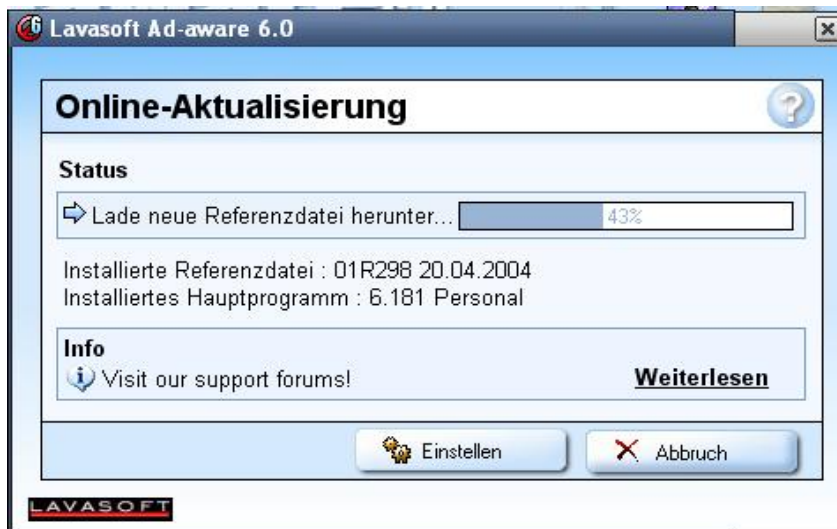 Lavasoft Ad-aware 6.0
Online-Aktualisierung
Status
Lade neue Referenzdatei herunter... 43%
Installierte Referenzdatei : 01R298 20.04.2004
Installiertes Hauptprogramm : 6.181 Personal
Info
Visit our support forums! Weiterlesen
Einstellen Abbruch
LAVASOFT